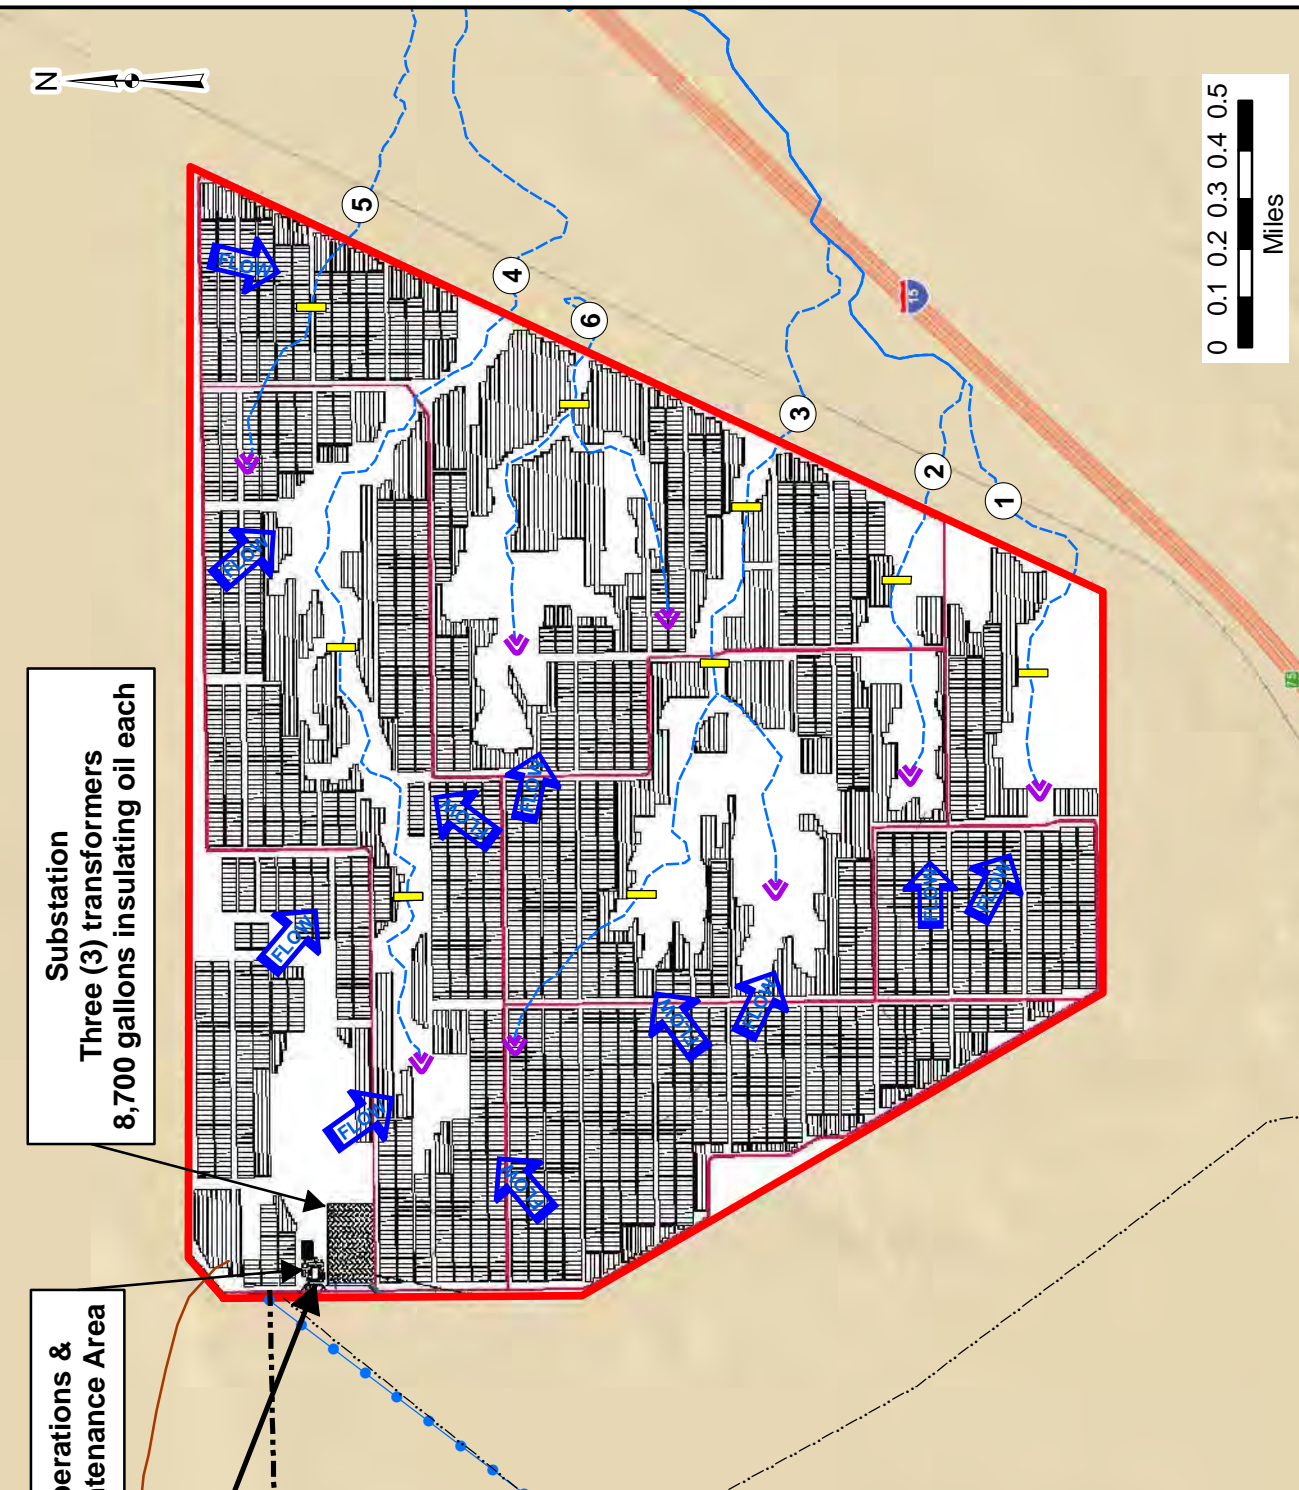 N
Substation
Three (3) transformers
8,700 gallons insulating oil each
perations &
ntenance Area
5
4
6
3
2
1
15
75
0 0.1 0.2 0.3 0.4 0.5
Miles
FLOW
FLOW
FLOW
FLOW
FLOW
FLOW
FLOW
FLOW
FLOW
FLOW
FLOW